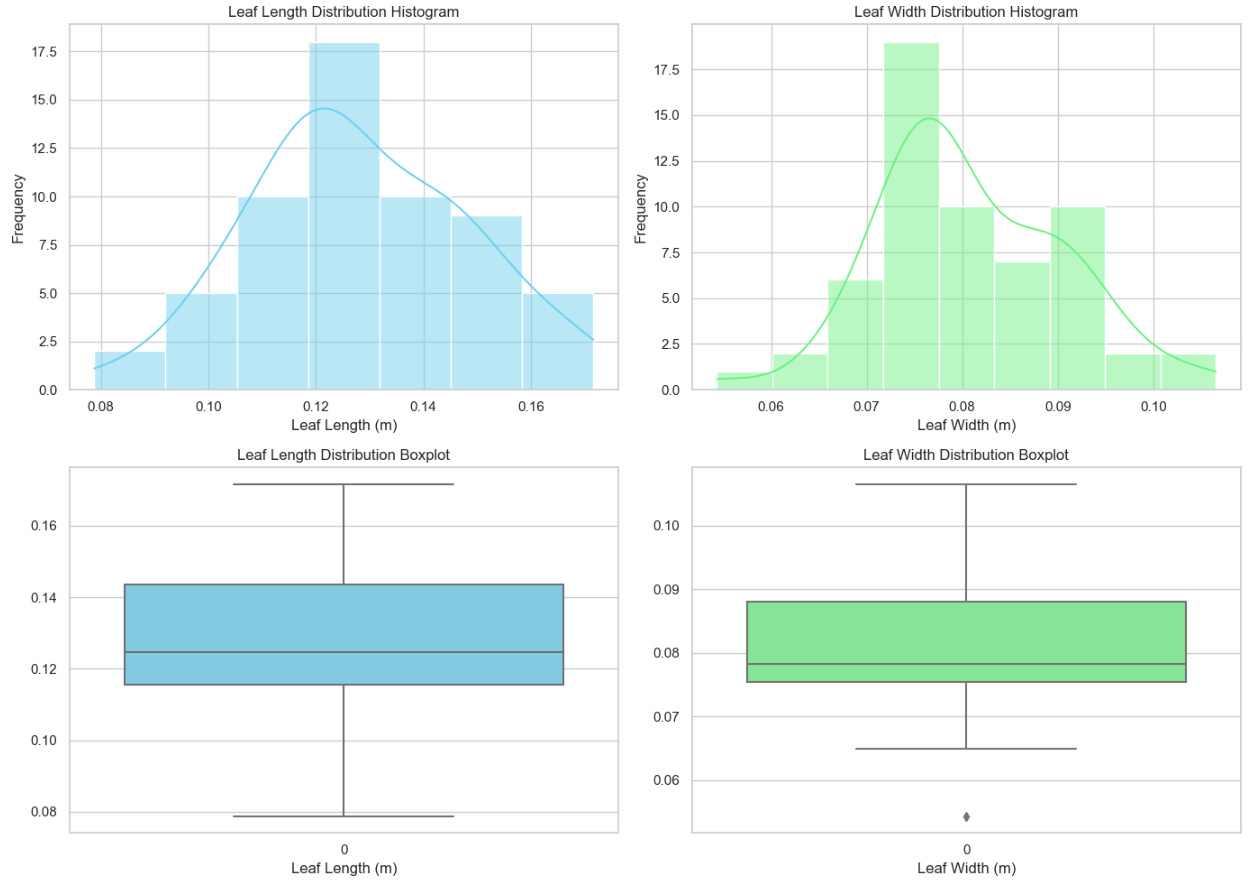 Leaf Length Distribution Histogram
Frequency
17.5
15.0
12.5
10.0
7.5
5.0
2.5
0.0
0.08 0.10 0.12 0.14 0.16
Leaf Length (m)
Leaf Width Distribution Histogram
Frequency
17.5
15.0
12.5
10.0
7.5
5.0
2.5
0.0
0.06 0.07 0.08 0.09 0.10
Leaf Width (m)
Leaf Length Distribution Boxplot
0.16
0.14
0.12
0.10
0.08
0
Leaf Length (m)
Leaf Width Distribution Boxplot
0.10
0.09
0.08
0.07
0.06
0
Leaf Width (m)